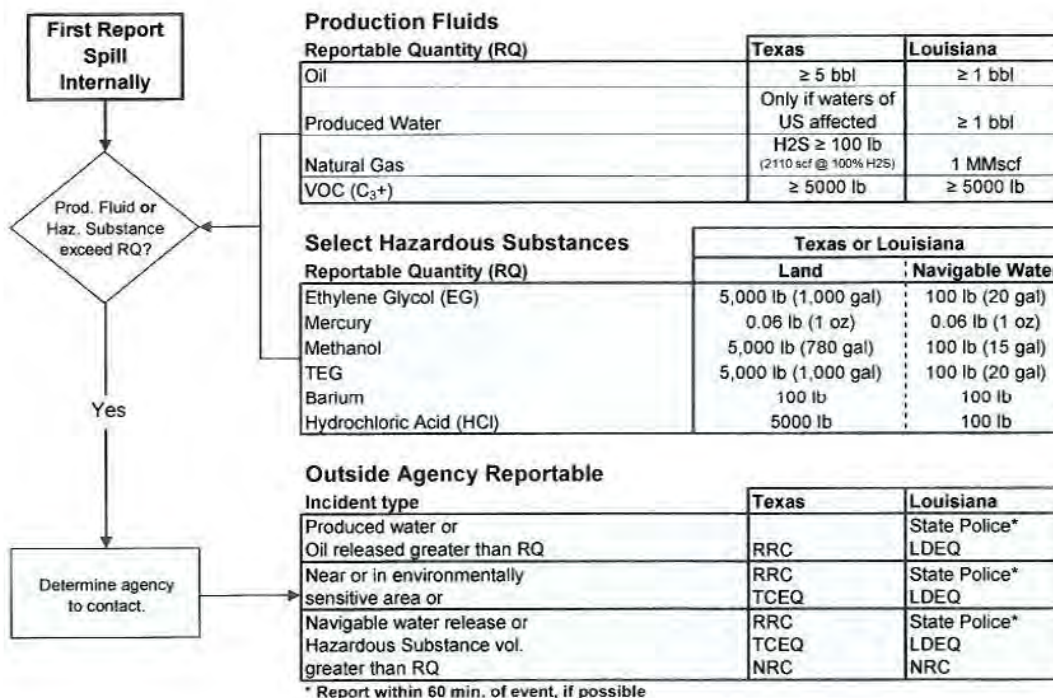 First Report
Spill
Internally
Prod. Fluid or
Haz. Substance
exceed RQ?
Yes
Determine agency
to contact.
Production Fluids
Reportable Quantity (RQ) Texas Louisiana
Oil ≥ 5 bbl ≥ 1 bbl
Only if waters of
Produced Water US affected ≥ 1 bbl
H2S ≥ 100 lb
Natural Gas (2110 scf @ 100% H2S) 1 MMscf
VOC (C₃+) ≥ 5000 lb ≥ 5000 lb
Select Hazardous Substances Texas or Louisiana
Reportable Quantity (RQ) Land Navigable Water
Ethylene Glycol (EG) 5,000 lb (1,000 gal) 100 lb (20 gal)
Mercury 0.06 lb (1 oz) 0.06 lb (1 oz)
Methanol 5,000 lb (780 gal) 100 lb (15 gal)
TEG 5,000 lb (1,000 gal) 100 lb (20 gal)
Barium 100 lb 100 lb
Hydrochloric Acid (HCl) 5000 lb 100 lb
Outside Agency Reportable
Incident type Texas Louisiana
Produced water or State Police*
Oil released greater than RQ RRC LDEQ
Near or in environmentally RRC State Police*
sensitive area or TCEQ LDEQ
Navigable water release or RRC State Police*
Hazardous Substance vol. TCEQ LDEQ
greater than RQ NRC NRC
* Report within 60 min. of event, if possible